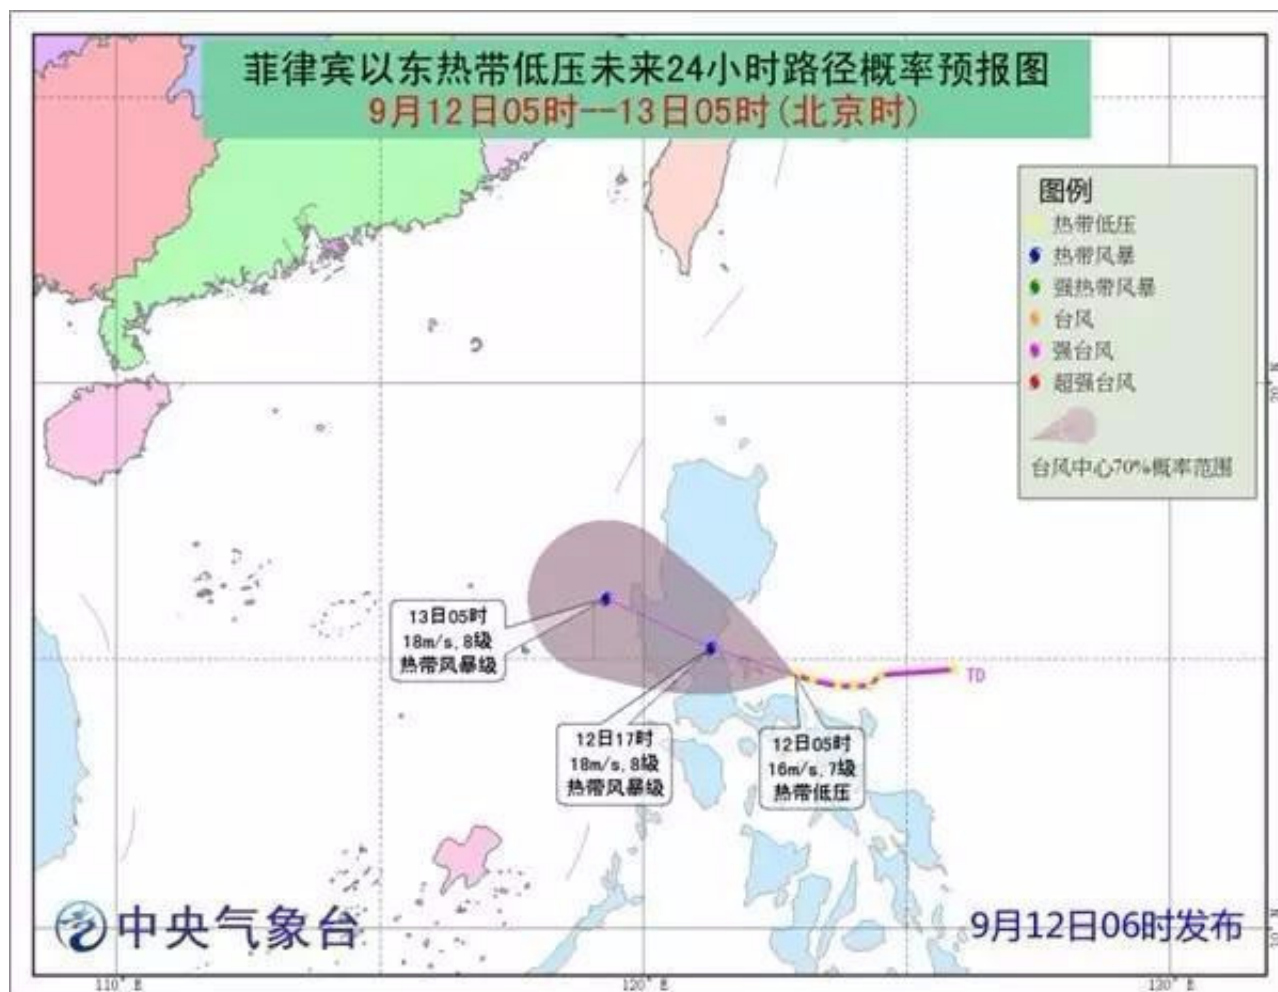 菲律宾以东热带低压未来24小时路径概率预报图
9月12日05时--13日05时(北京时)
图例
热带低压
热带风暴
强热带风暴
台风
强台风
超强台风
台风中心70%概率范围
13日05时
18m/s,8级
热带风暴级
12日17时
18m/s,8级
热带风暴级
12日05时
16m/s,7级
热带低压
TD
中央气象台
9月12日06时发布
110° E
120° E
130° E